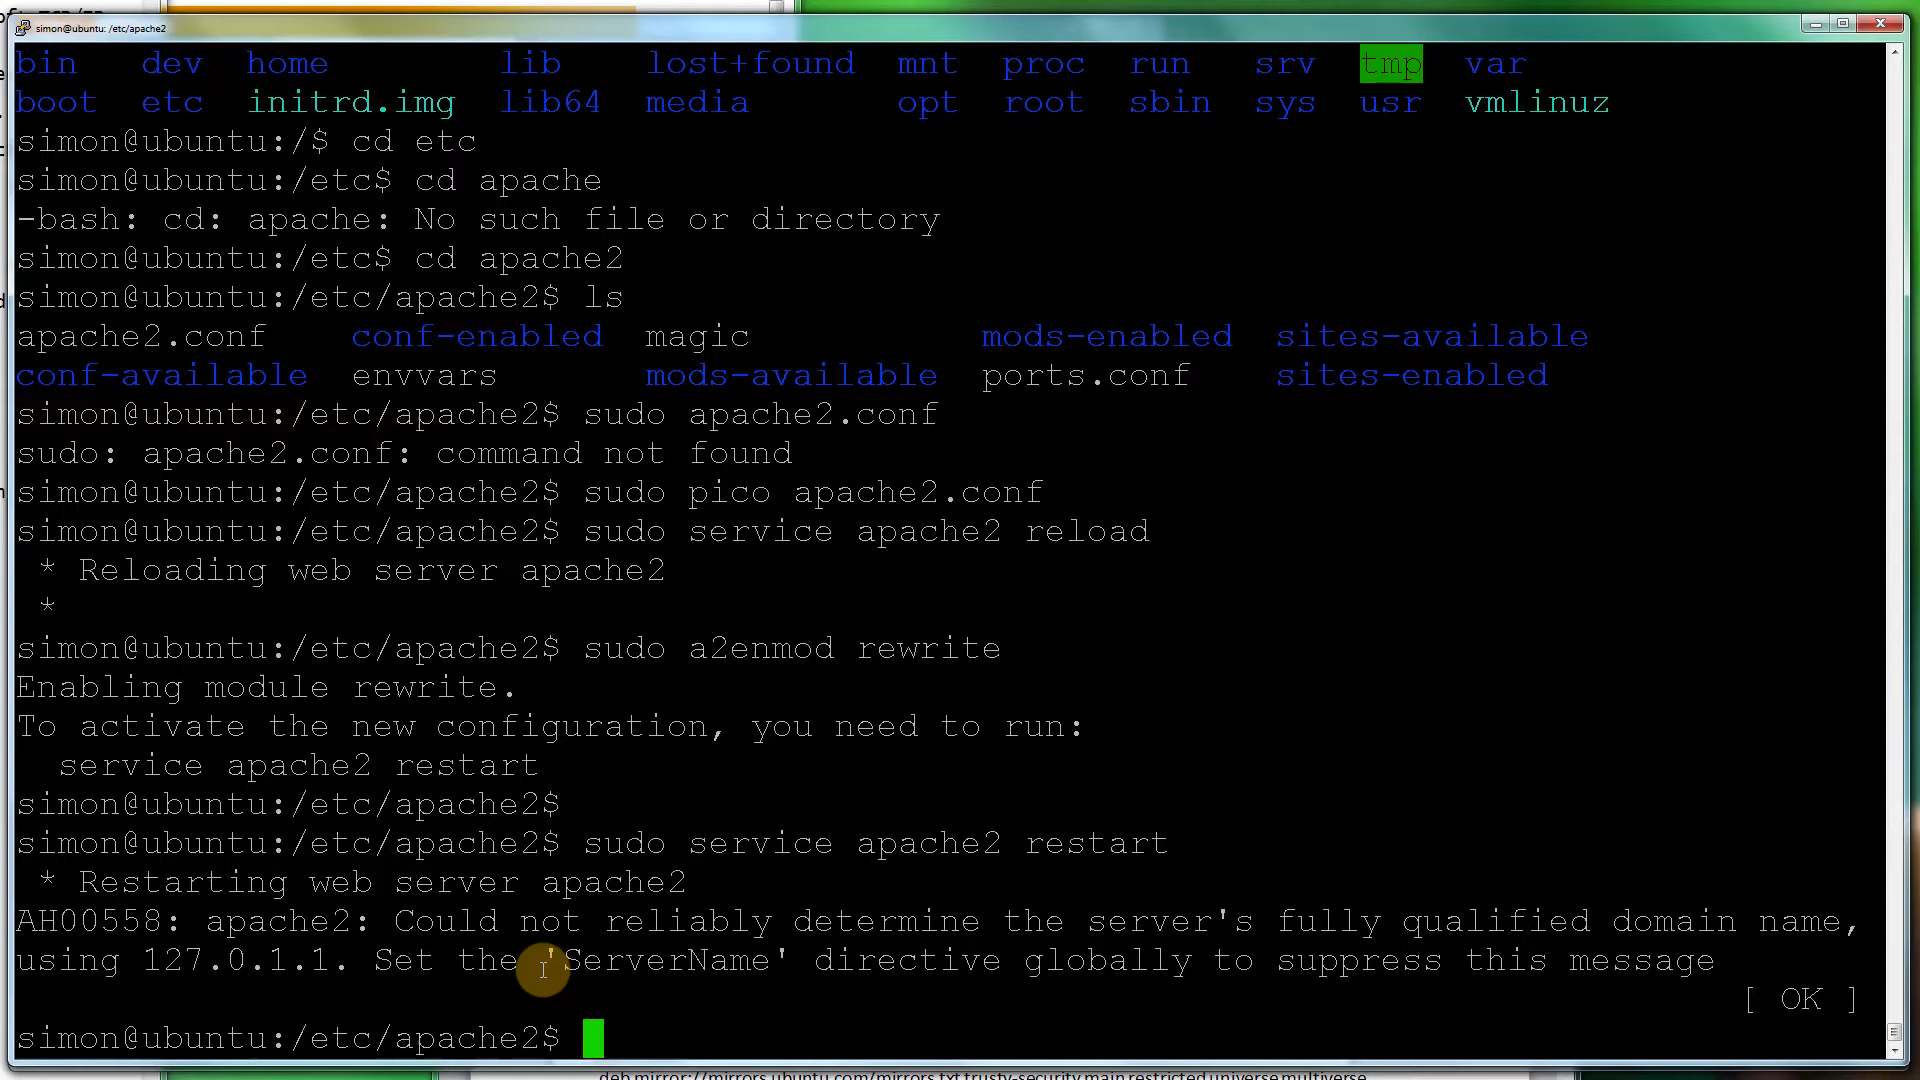 simon@ubuntu: /etc/apache2
bin dev home lib lost+found mnt proc run srv tmp var
boot etc initrd.img lib64 media opt root sbin sys usr vmlinuz
simon@ubuntu:/$ cd etc
simon@ubuntu:/etc$ cd apache
-bash: cd: apache: No such file or directory
simon@ubuntu:/etc$ cd apache2
simon@ubuntu:/etc/apache2$ ls
apache2.conf conf-enabled magic mods-enabled sites-available
conf-available envvars mods-available ports.conf sites-enabled
simon@ubuntu:/etc/apache2$ sudo apache2.conf
sudo: apache2.conf: command not found
simon@ubuntu:/etc/apache2$ sudo pico apache2.conf
simon@ubuntu:/etc/apache2$ sudo service apache2 reload
* Reloading web server apache2
*
simon@ubuntu:/etc/apache2$ sudo a2enmod rewrite
Enabling module rewrite.
To activate the new configuration, you need to run:
service apache2 restart
simon@ubuntu:/etc/apache2$
simon@ubuntu:/etc/apache2$ sudo service apache2 restart
* Restarting web server apache2
AH00558: apache2: Could not reliably determine the server's fully qualified domain name,
using 127.0.1.1. Set the 'ServerName' directive globally to suppress this message
[ OK ]
simon@ubuntu:/etc/apache2$
deb mirror://mirrors.ubuntu.com/mirrors.txt trusty-security main restricted universe multiverse